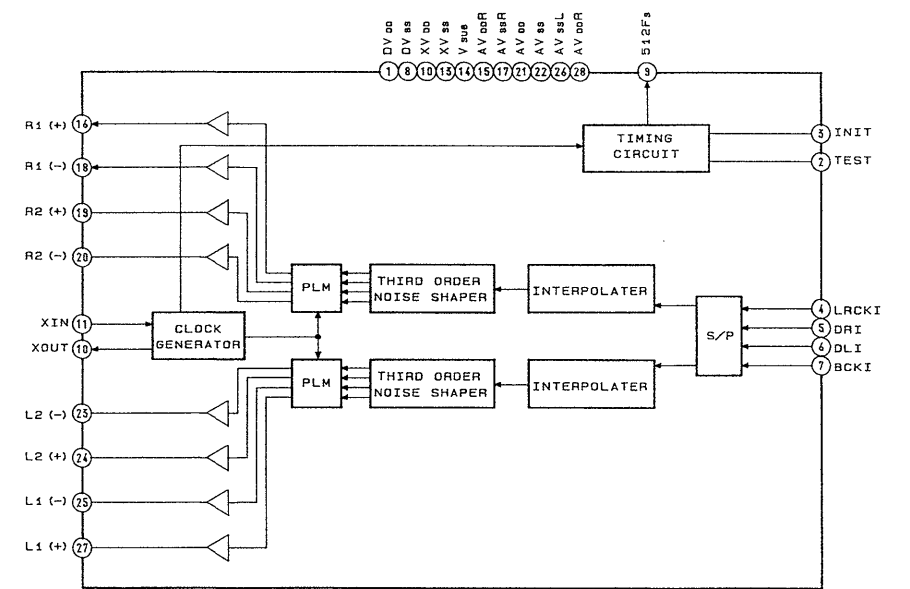 DVDD
DVSS
XVDD
XVSS
VSUB
AVDDR
AVSSR
AVDD
AVSS
AVSSL
AVDDR
512Fs
1 8 10 13 14 15 17 21 22 26 28 9
R1(+) 16
TIMING
CIRCUIT
3 INIT
2 TEST
R1(-) 18
R2(+) 19
R2(-) 20
PLM
THIRD ORDER
NOISE SHAPER
INTERPOLATER
XIN 11
XOUT 10
CLOCK
GENERATOR
S/P
4 LRCKI
5 DRI
6 DLI
7 BCKI
PLM
THIRD ORDER
NOISE SHAPER
INTERPOLATER
L2(-) 23
L2(+) 24
L1(-) 25
L1(+) 27